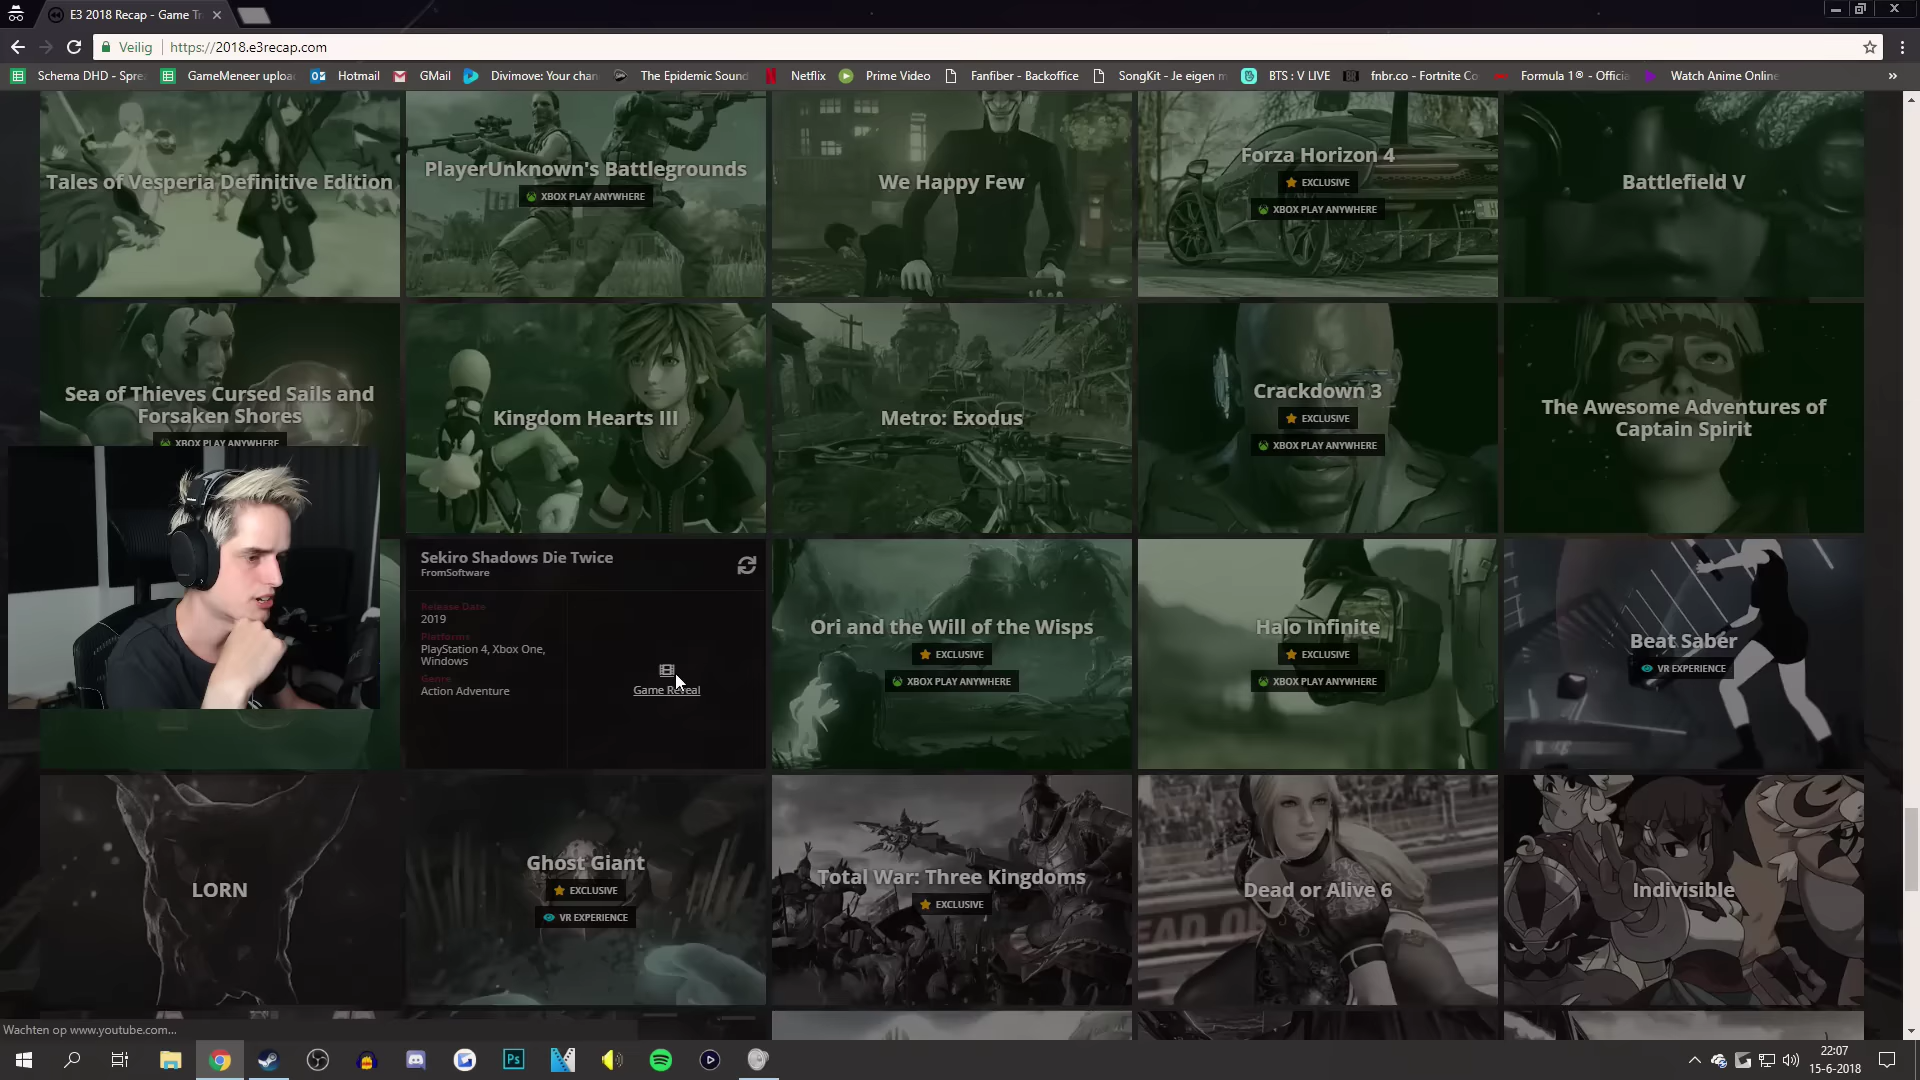 E3 2018 Recap - Game Tr
Veilig
https://2018.e3recap.com
Schema DHD - Spre
GameMeneer uploa
Hotmail
GMail
Divimove: Your chan
The Epidemic Sound
Netflix
Prime Video
Fanfiber - Backoffice
SongKit - Je eigen m
BTS : V LIVE
fnbr.co - Fortnite Co
Formula 1® - Officia
Watch Anime Online
»
Tales of Vesperia Definitive Edition
PlayerUnknown's Battlegrounds
XBOX PLAY ANYWHERE
We Happy Few
Forza Horizon 4
EXCLUSIVE
XBOX PLAY ANYWHERE
Battlefield V
Sea of Thieves Cursed Sails and
Forsaken Shores
XBOX PLAY ANYWHERE
Kingdom Hearts III
Metro: Exodus
Crackdown 3
EXCLUSIVE
XBOX PLAY ANYWHERE
The Awesome Adventures of
Captain Spirit
Sekiro Shadows Die Twice
FromSoftware
Release Date
2019
Platforms
PlayStation 4, Xbox One,
Windows
Genre
Action Adventure
Game Reveal
Ori and the Will of the Wisps
EXCLUSIVE
XBOX PLAY ANYWHERE
Halo Infinite
EXCLUSIVE
XBOX PLAY ANYWHERE
Beat Saber
VR EXPERIENCE
LORN
Ghost Giant
EXCLUSIVE
VR EXPERIENCE
Total War: Three Kingdoms
EXCLUSIVE
Dead or Alive 6
Indivisible
Wachten op www.youtube.com...
Ps
22:07
15-6-2018